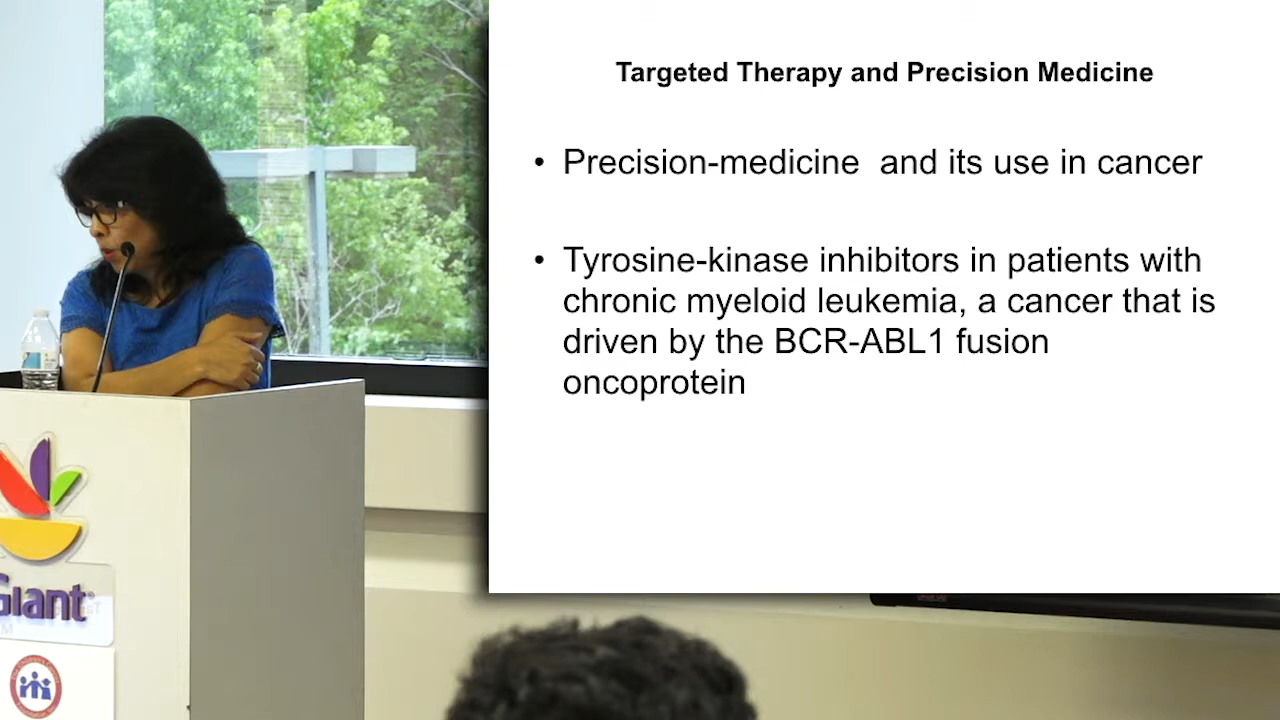 Targeted Therapy and Precision Medicine
• Precision-medicine  and its use in cancer
• Tyrosine-kinase inhibitors in patients with
chronic myeloid leukemia, a cancer that is
driven by the BCR-ABL1 fusion
oncoprotein
Giant